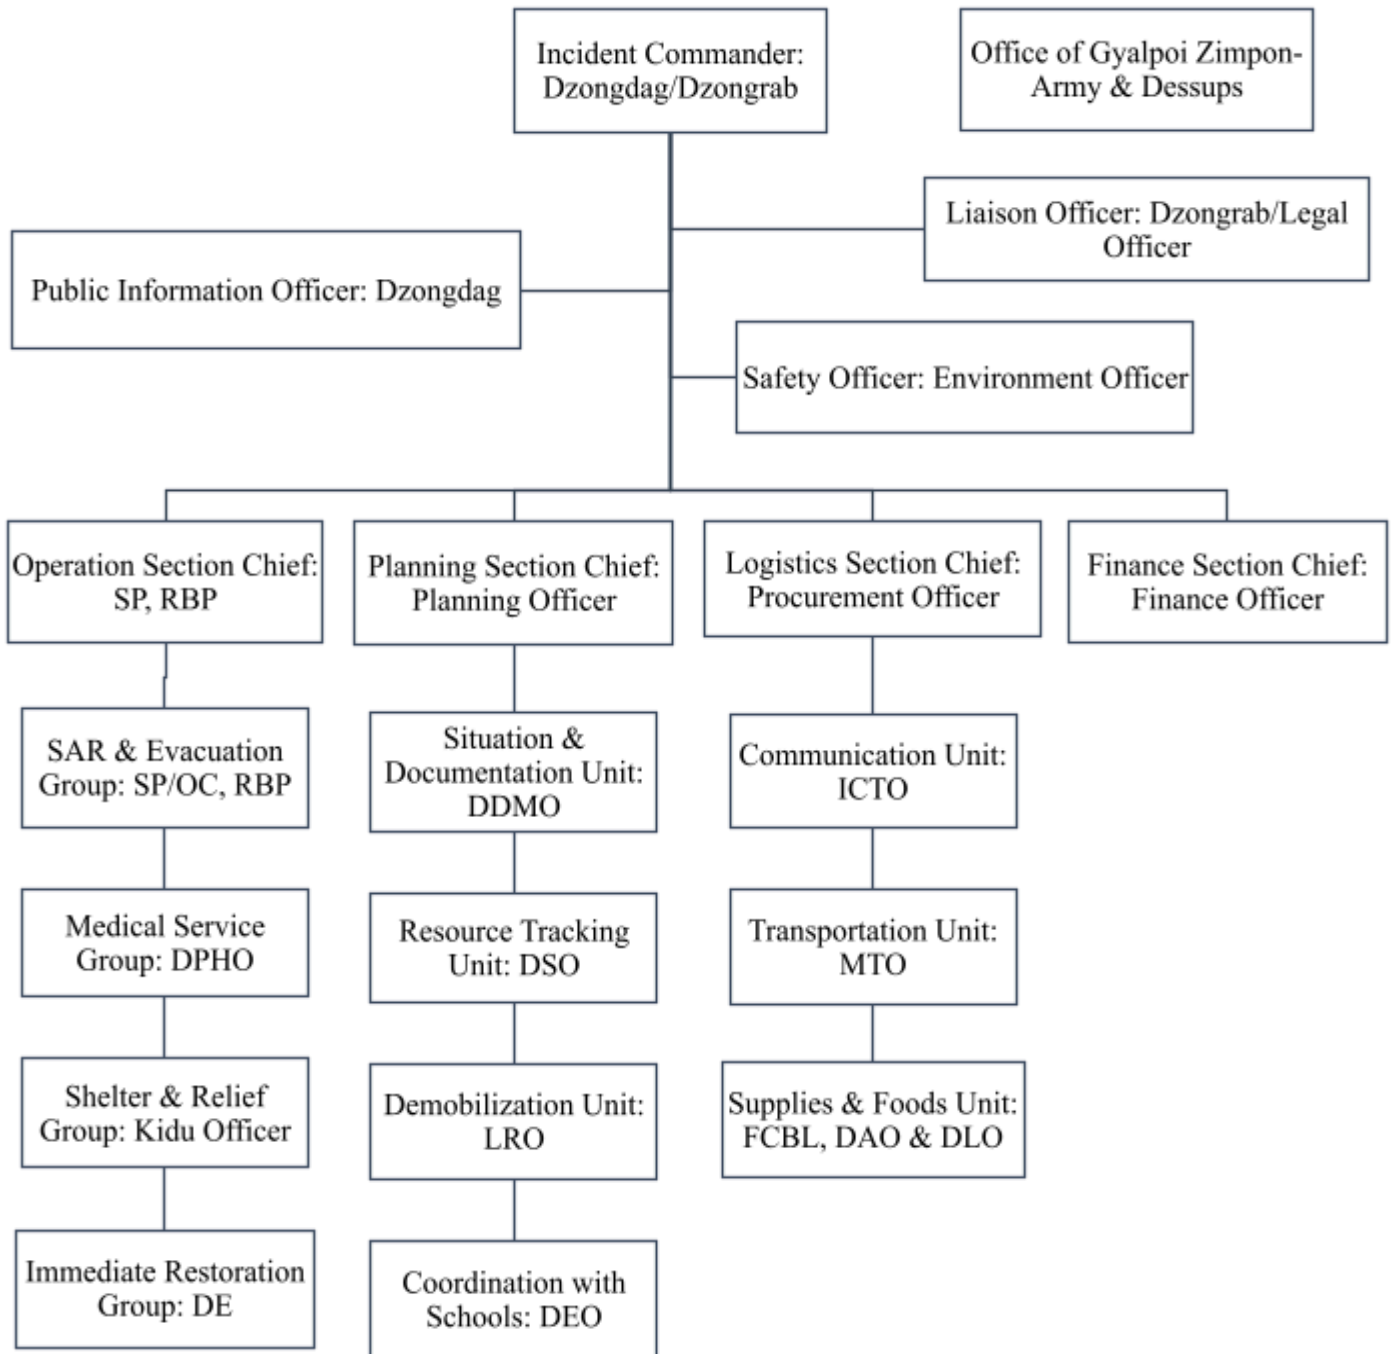 Incident Commander:
Dzongdag/Dzongrab
Office of Gyalpoi Zimpon-
Army & Dessups
Liaison Officer: Dzongrab/Legal
Officer
Public Information Officer: Dzongdag
Safety Officer: Environment Officer
Operation Section Chief:
SP, RBP
Planning Section Chief:
Planning Officer
Logistics Section Chief:
Procurement Officer
Finance Section Chief:
Finance Officer
SAR & Evacuation
Group: SP/OC, RBP
Situation &
Documentation Unit:
DDMO
Communication Unit:
ICTO
Medical Service
Group: DPHO
Resource Tracking
Unit: DSO
Transportation Unit:
MTO
Shelter & Relief
Group: Kidu Officer
Demobilization Unit:
LRO
Supplies & Foods Unit:
FCBL, DAO & DLO
Immediate Restoration
Group: DE
Coordination with
Schools: DEO